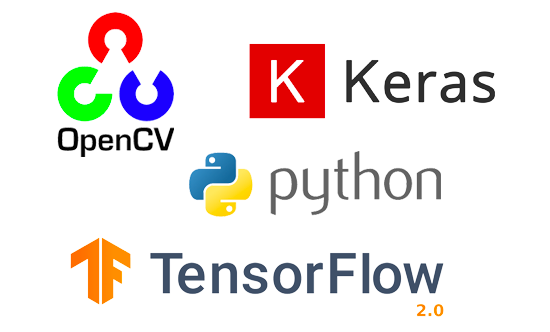 OpenCV
K Keras
python
TensorFlow
2.0